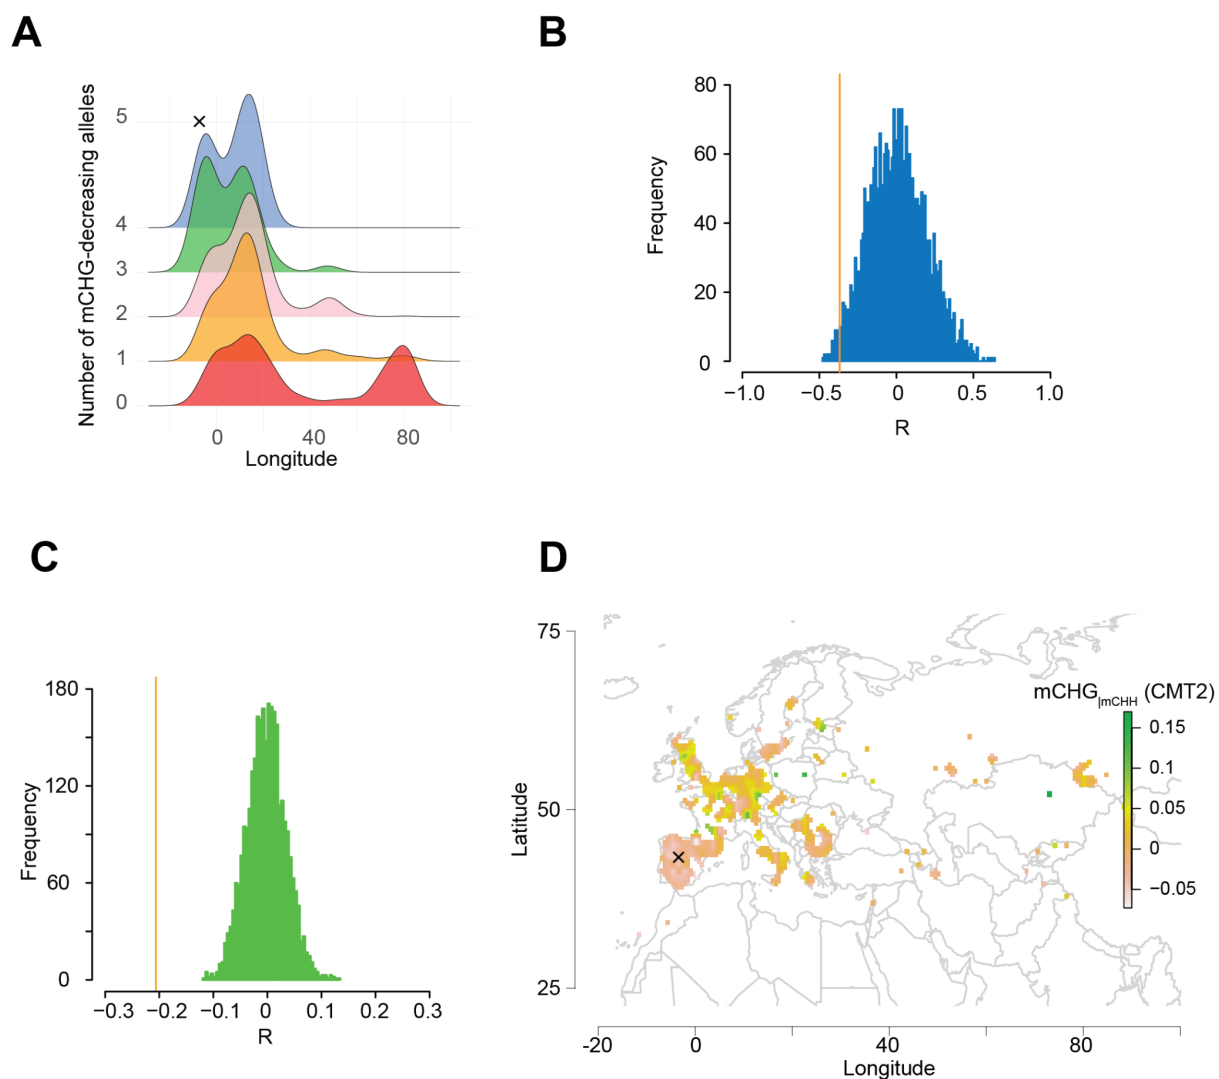 A
Number of mCHG-decreasing alleles
5
×
4
3
2
1
0
0 40 80
Longitude
B
Frequency
80
60
40
20
0
−1.0 −0.5 0 0.5 1.0
R
C
Frequency
180
120
60
0
−0.3 −0.2 −0.1 0 0.1 0.2 0.3
R
D
Latitude
75
50
25
mCHG|mCHH (CMT2)
0.15
0.1
0.05
0
−0.05
×
-20 0 40 80
Longitude